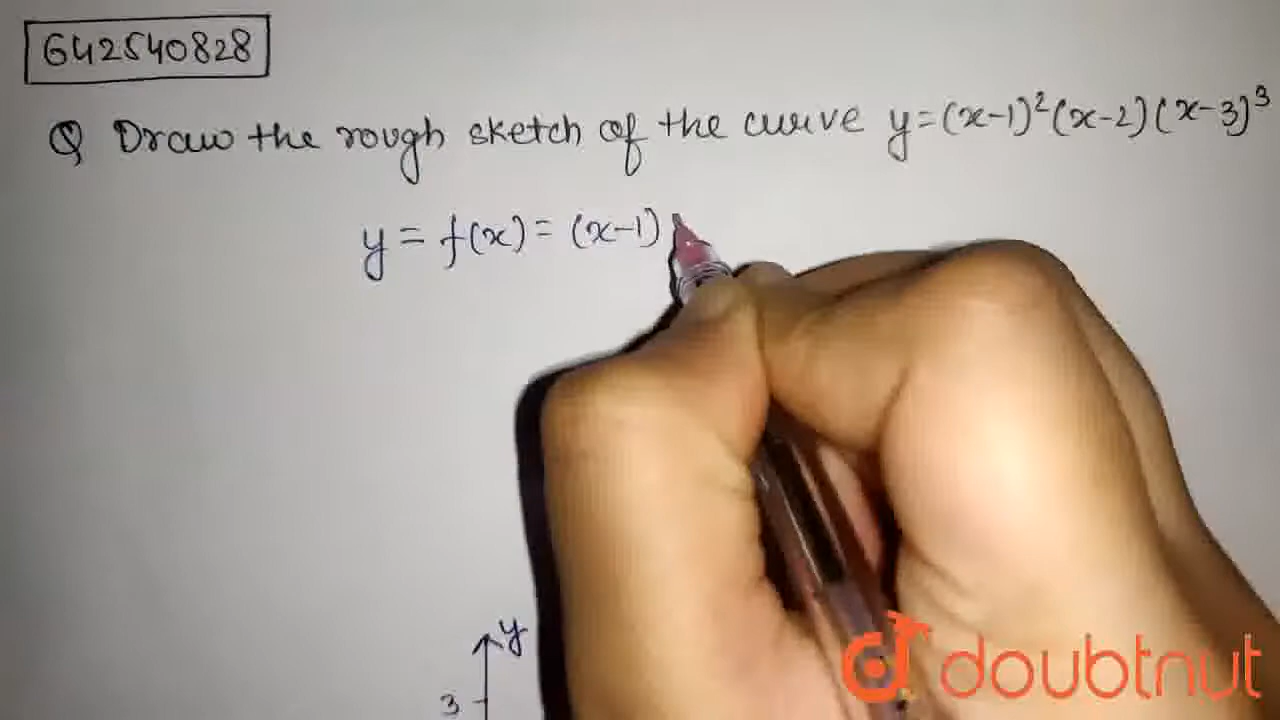 642540828
Q Draw the rough sketch of the curve y=(x-1)²(x-2)(x-3)³
y = f(x) = (x-1)
y
3
doubtnut